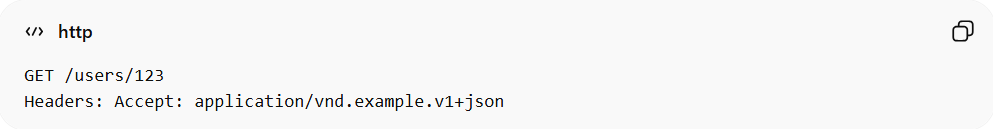 http
GET /users/123
Headers: Accept: application/vnd.example.v1+json